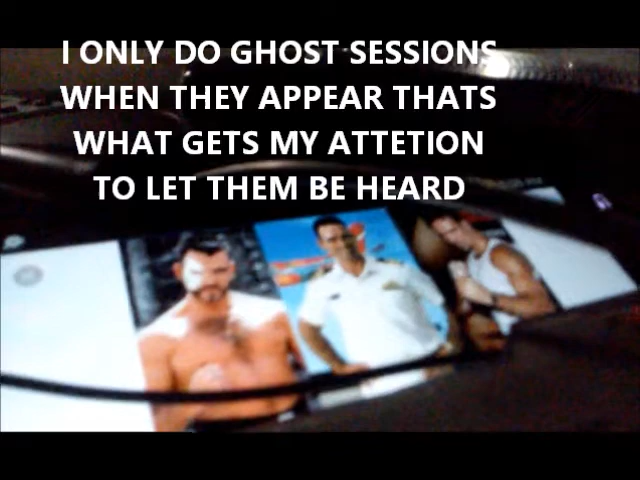 I ONLY DO GHOST SESSIONS
WHEN THEY APPEAR THATS
WHAT GETS MY ATTETION
TO LET THEM BE HEARD